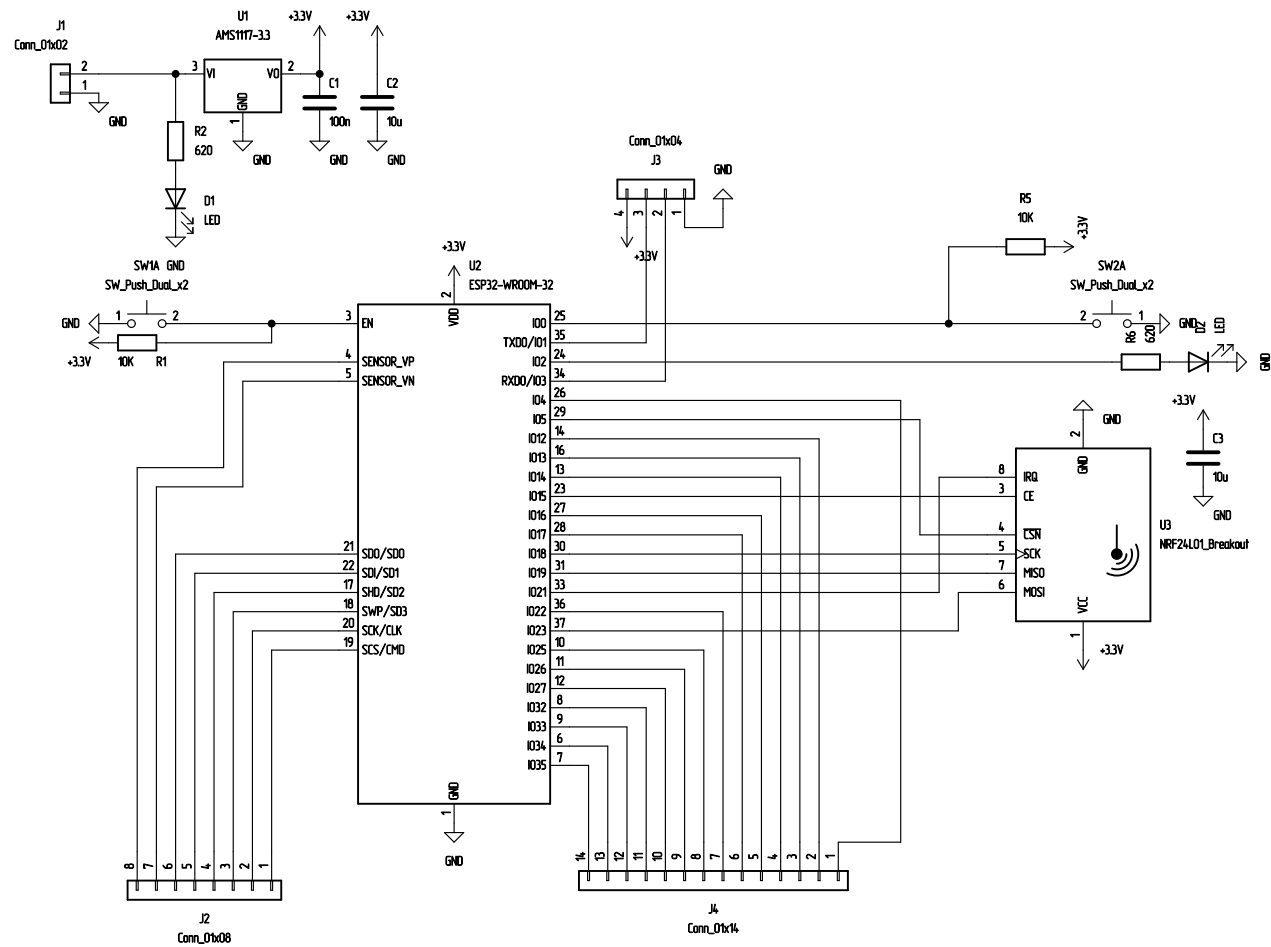 J1
Conn_01x02
2
1
GND
U1
AMS1117-3.3
3
VI
VO
2
GND
1
GND
+3.3V
+3.3V
C1
100n
GND
C2
10u
GND
R2
620
D1
LED
GND
SW1A
SW_Push_Dual_x2
GND
1
2
+3.3V
10K
R1
Conn_01x04
J3
4
3
2
1
GND
+3.3V
R5
10K
+3.3V
SW2A
SW_Push_Dual_x2
2
1
GND
R6
620
D2
LED
GND
+3.3V
U2
ESP32-WROOM-32
2
VDD
3
EN
4
SENSOR_VP
5
SENSOR_VN
21
SD0/SD0
22
SDI/SD1
17
SHD/SD2
18
SWP/SD3
20
SCK/CLK
19
SCS/CMD
IO0
25
TXD0/IO1
35
IO2
24
RXD0/IO3
34
IO4
26
IO5
29
IO12
14
IO13
16
IO14
13
IO15
23
IO16
27
IO17
28
IO18
30
IO19
31
IO21
33
IO22
36
IO23
37
IO25
10
IO26
11
IO27
12
IO32
8
IO33
9
IO34
6
IO35
7
GND
1
GND
GND
2
GND
8
IRQ
3
CE
4
CSN
5
SCK
7
MISO
6
MOSI
VCC
1
+3.3V
U3
NRF24L01_Breakout
+3.3V
C3
10u
GND
8
7
6
5
4
3
2
1
J2
Conn_01x08
14
13
12
11
10
9
8
7
6
5
4
3
2
1
J4
Conn_01x14